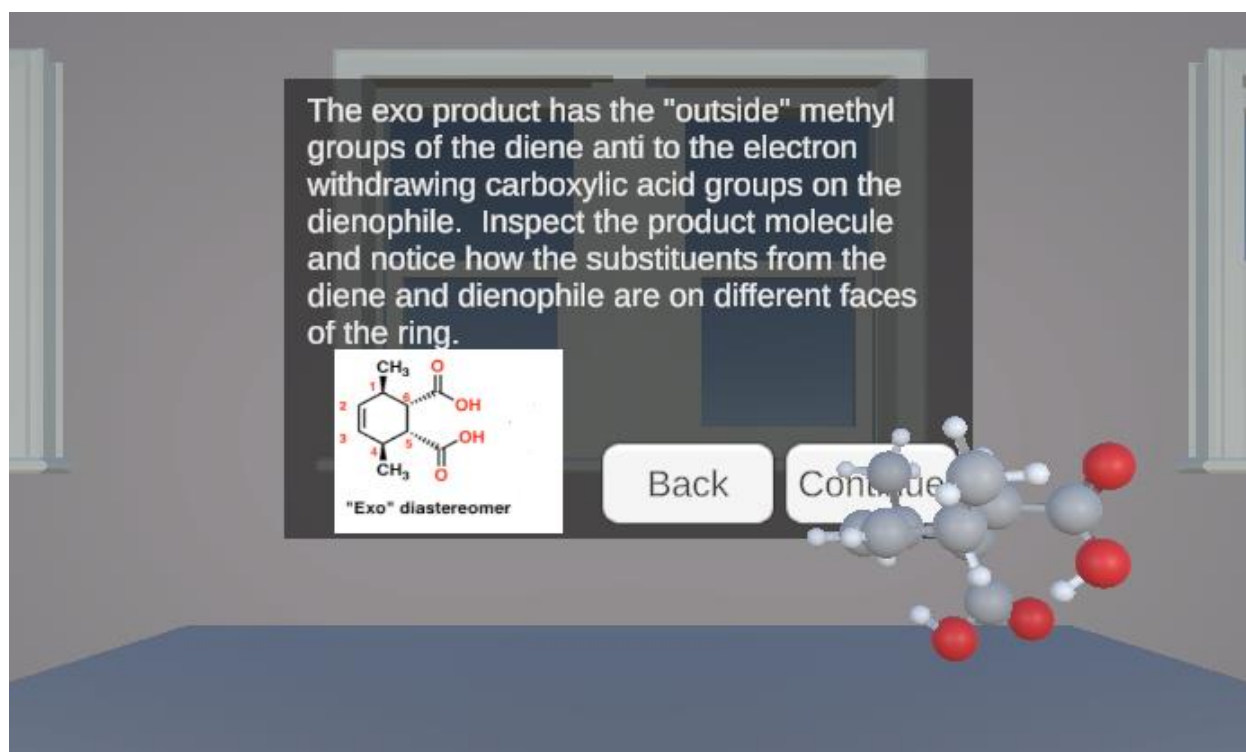 The exo product has the "outside" methyl
groups of the diene anti to the electron
withdrawing carboxylic acid groups on the
dienophile.  Inspect the product molecule
and notice how the substituents from the
diene and dienophile are on different faces
of the ring.
CH₃ O
1
6
2 OH
3 OH
5
4
CH₃ O
"Exo" diastereomer
Back
Continue